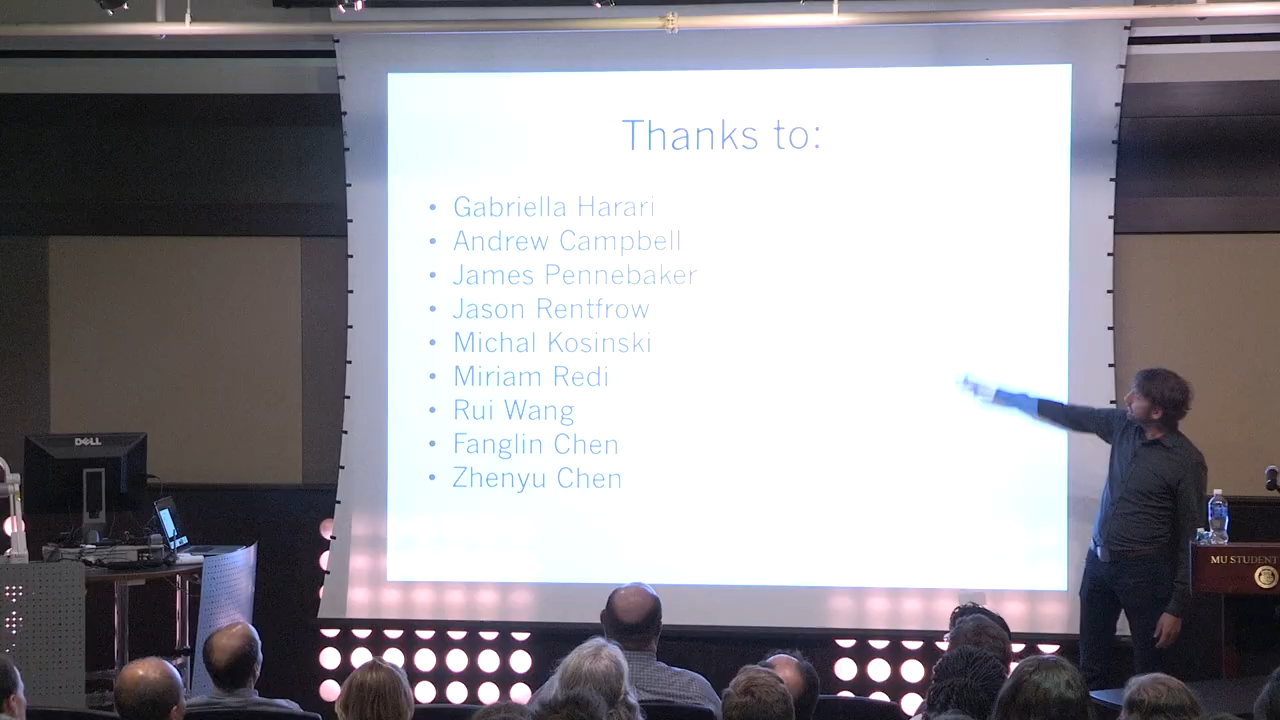 Thanks to:
• Gabriella Harari
• Andrew Campbell
• James Pennebaker
• Jason Rentfrow
• Michal Kosinski
• Miriam Redi
• Rui Wang
• Fanglin Chen
• Zhenyu Chen
DELL
MU STUDENT